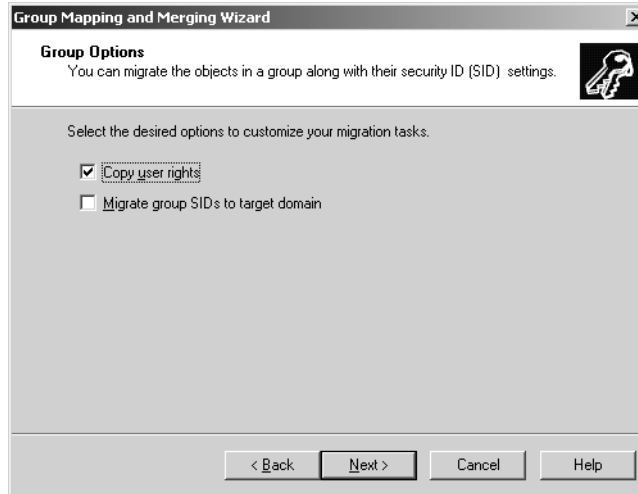 Group Mapping and Merging Wizard
Group Options
You can migrate the objects in a group along with their security ID (SID) settings.
Select the desired options to customize your migration tasks.
Copy user rights
Migrate group SIDs to target domain
< Back
Next >
Cancel
Help